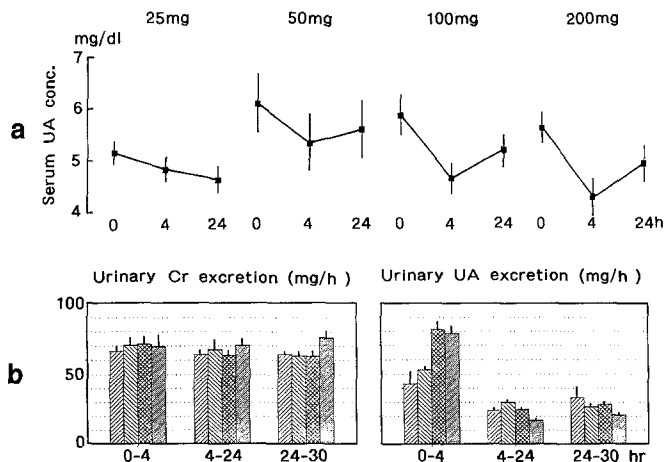 25mg 50mg 100mg 200mg
mg/dl
7
6
5
4
Serum UA conc.
a
0 4 24 0 4 24 0 4 24 0 4 24h
Urinary Cr excretion (mg/h) Urinary UA excretion (mg/h)
100
50
0
b
0-4 4-24 24-30 0-4 4-24 24-30 hr